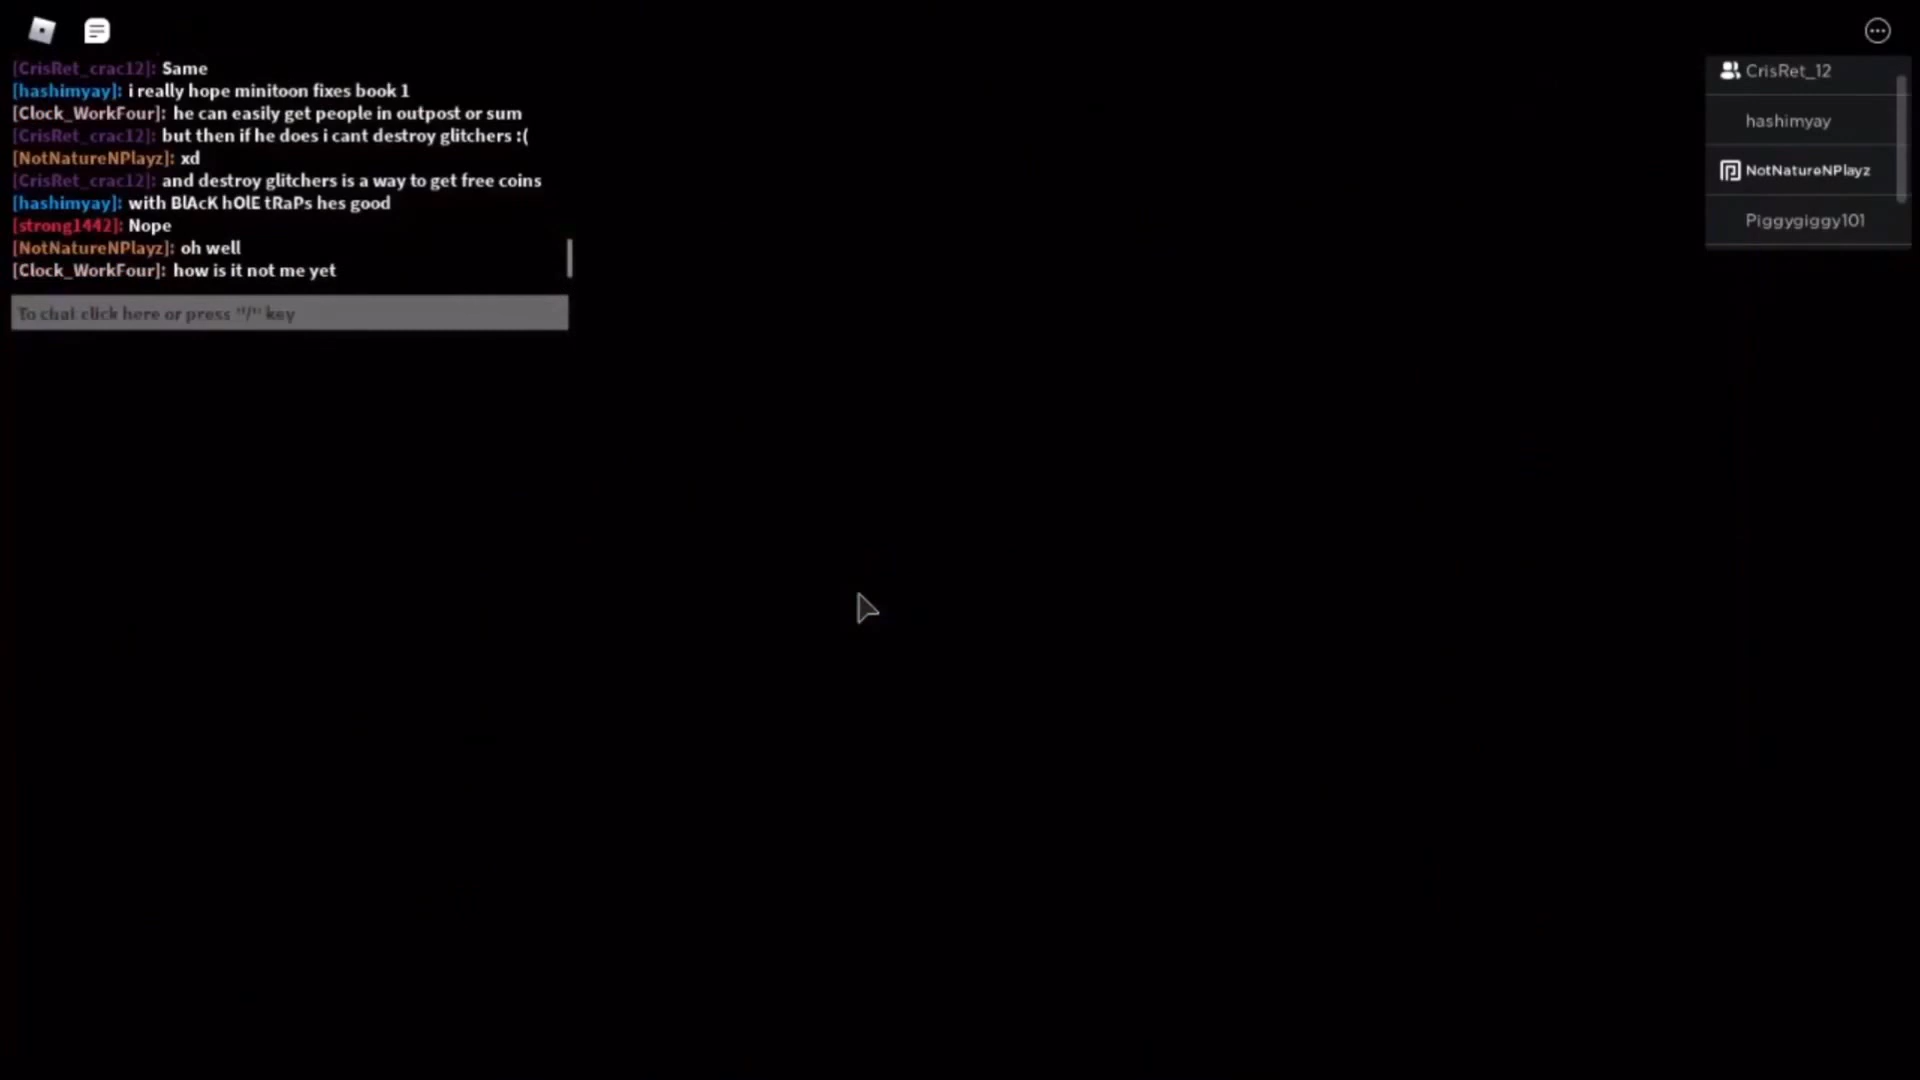 [CrisRet_crac12]: Same
[hashimyay]: i really hope minitoon fixes book 1
[Clock_WorkFour]: he can easily get people in outpost or sum
[CrisRet_crac12]: but then if he does i cant destroy glitchers :(
[NotNatureNPlayz]: xd
[CrisRet_crac12]: and destroy glitchers is a way to get free coins
[hashimyay]: with BlAcK hOlE tRaPs hes good
[strong1442]: Nope
[NotNatureNPlayz]: oh well
[Clock_WorkFour]: how is it not me yet
To chat click here or press "/" key
CrisRet_12
hashimyay
NotNatureNPlayz
Piggygiggy101